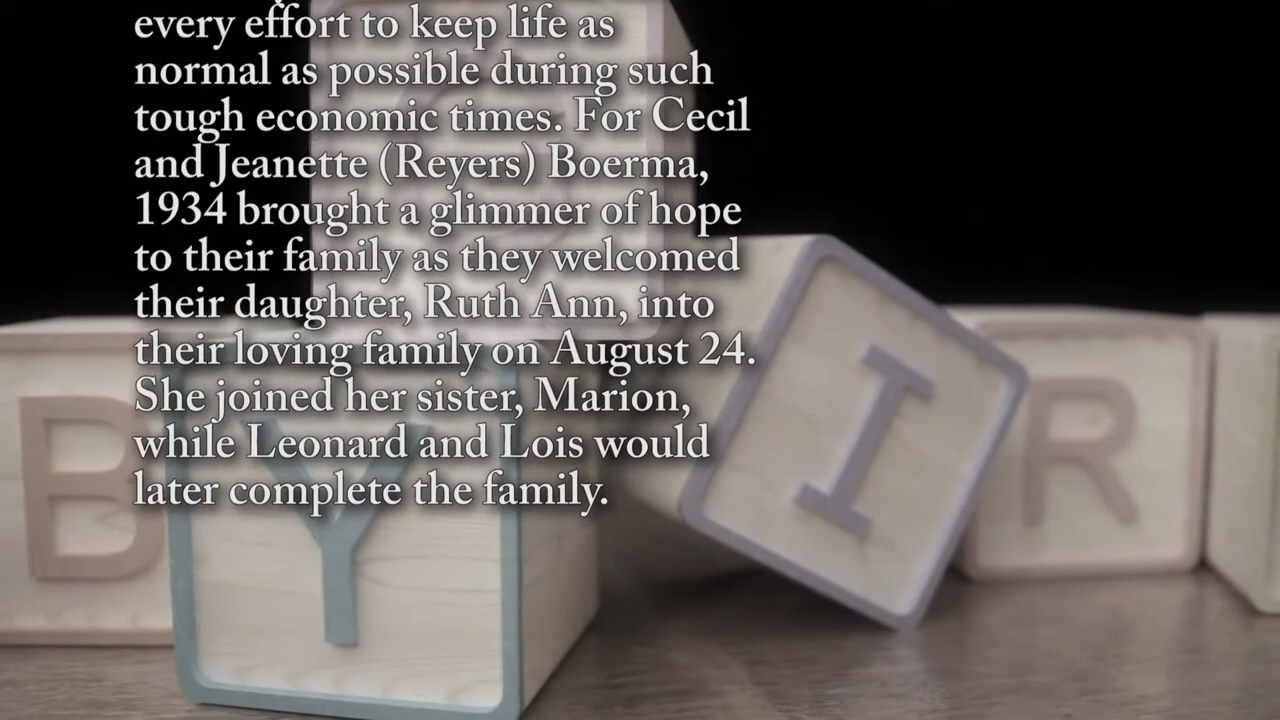 every effort to keep life as
normal as possible during such
tough economic times. For Cecil
and Jeanette (Reyers) Boerma,
1934 brought a glimmer of hope
to their family as they welcomed
their daughter, Ruth Ann, into
their loving family on August 24.
She joined her sister, Marion,
while Leonard and Lois would
later complete the family.
B
Y
I
R